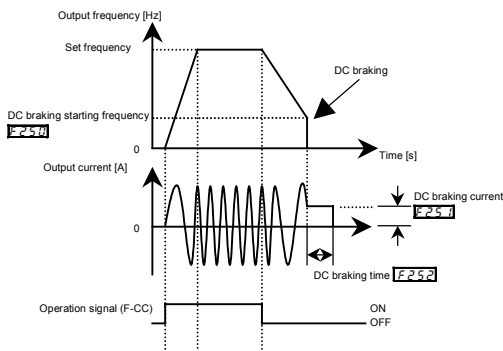 Output frequency [Hz]
Set frequency
DC braking
DC braking starting frequency
F250
0
Time [s]
Output current [A]
DC braking current
F251
0
DC braking time F252
Operation signal (F-CC)
ON
OFF